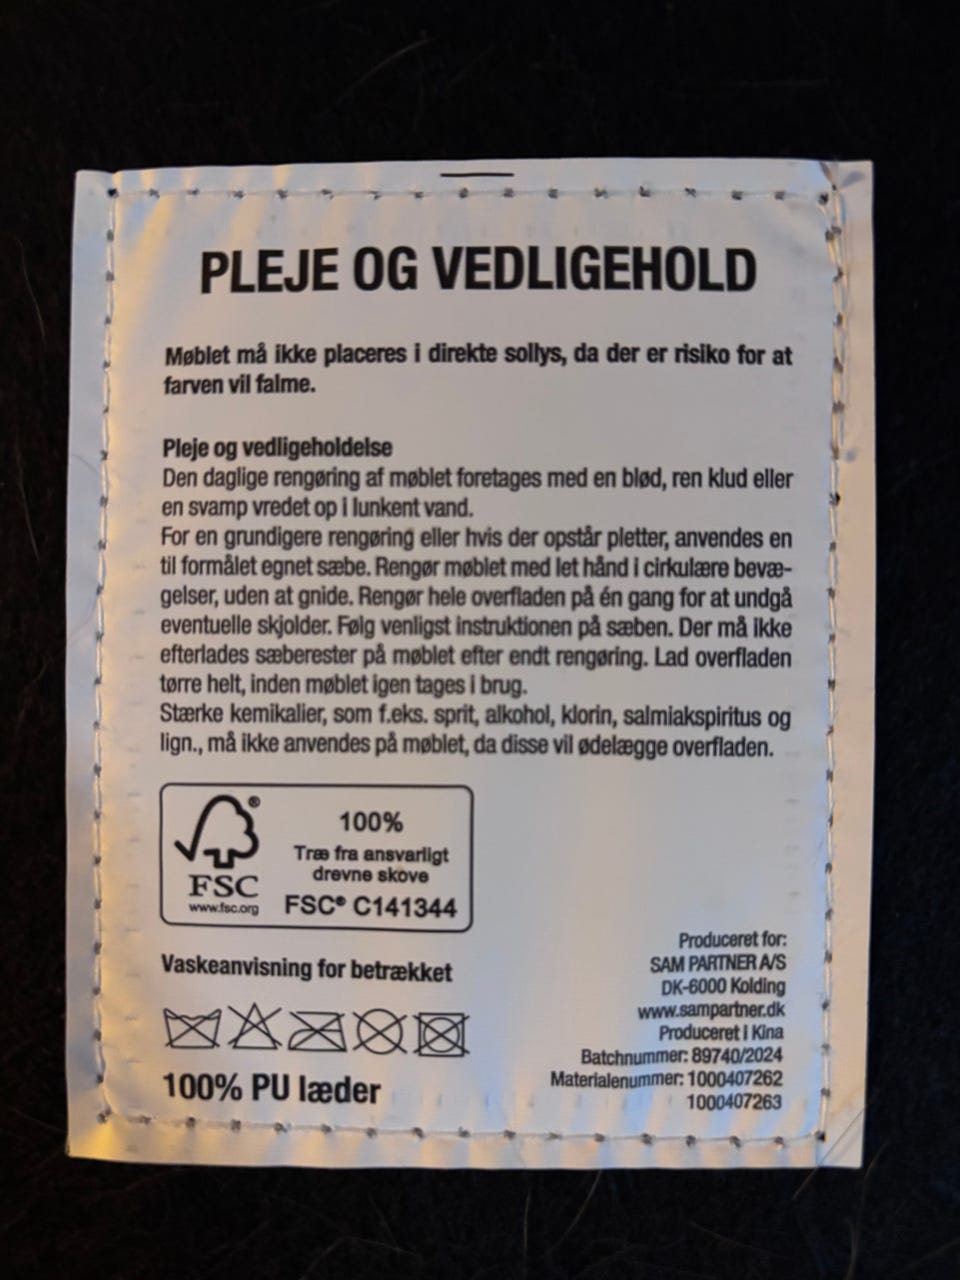 PLEJE OG VEDLIGEHOLD
Møblet må ikke placeres i direkte sollys, da der er risiko for at
farven vil falme.
Pleje og vedligeholdelse
Den daglige rengøring af møblet foretages med en blød, ren klud eller
en svamp vredet op i lunkent vand.
For en grundigere rengøring eller hvis der opstår pletter, anvendes en
til formålet egnet sæbe. Rengør møblet med let hånd i cirkulære bevæ-
gelser, uden at gnide. Rengør hele overfladen på én gang for at undgå
eventuelle skjolder. Følg venligst instruktionen på sæben. Der må ikke
efterlades sæberester på møblet efter endt rengøring. Lad overfladen
tørre helt, inden møblet igen tages i brug.
Stærke kemikalier, som f.eks. sprit, alkohol, klorin, salmiakspiritus og
lign., må ikke anvendes på møblet, da disse vil ødelægge overfladen.
®
FSC
www.fsc.org
100%
Træ fra ansvarligt
drevne skove
FSC® C141344
Vaskeanvisning for betrækket
100% PU læder
Produceret for:
SAM PARTNER A/S
DK-6000 Kolding
www.sampartner.dk
Produceret i Kina
Batchnummer: 89740/2024
Materialenummer: 1000407262
1000407263